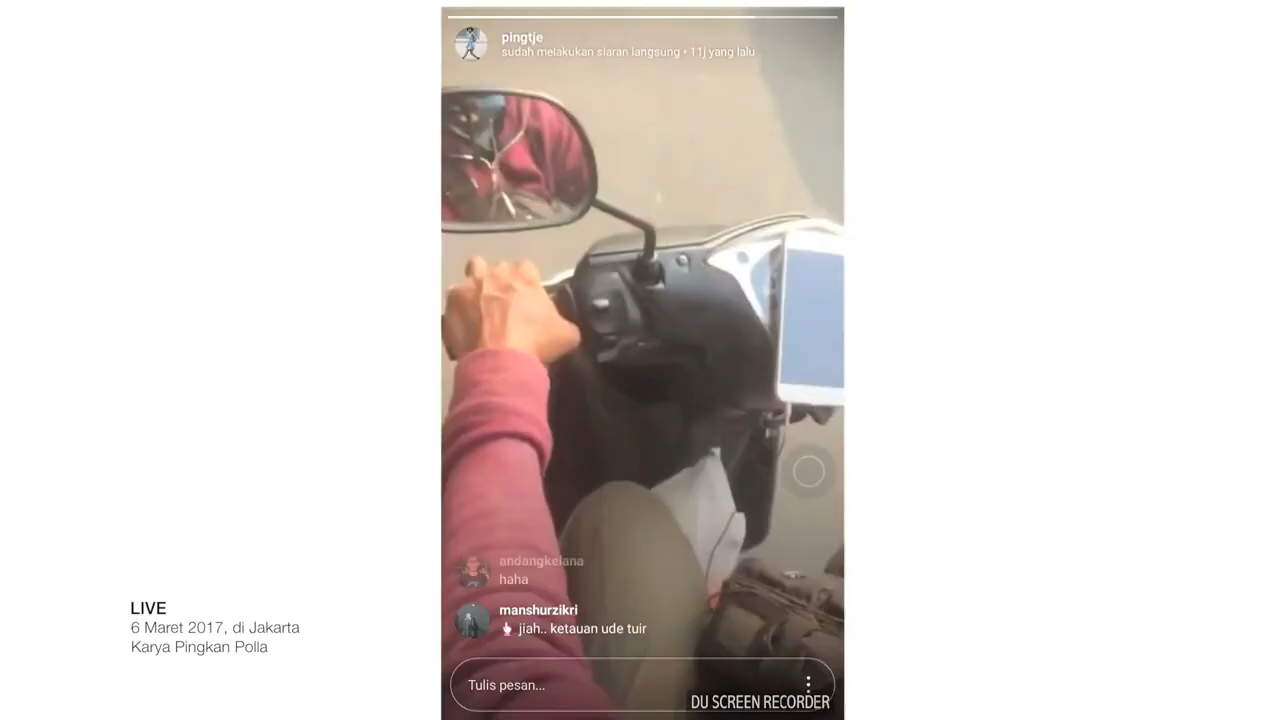 pingtje
sudah melakukan siaran langsung • 11j yang lalu
andangkelana
haha
manshurzikri
👆 jiah.. ketauan ude tuir
Tulis pesan...
DU SCREEN RECORDER
LIVE
6 Maret 2017, di Jakarta
Karya Pingkan Polla